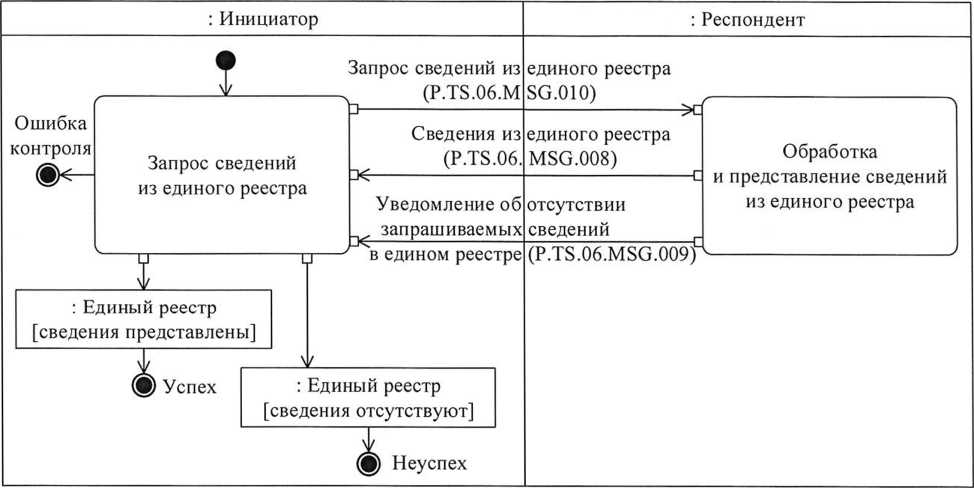 : Инициатор
: Респондент
Запрос сведений из единого реестра
(P.TS.06.MSG.010)
Ошибка
контроля
Запрос сведений
из единого реестра
Сведения из единого реестра
(P.TS.06. MSG.008)
Обработка
и представление сведений
из единого реестра
Уведомление об отсутствии
запрашиваемых сведений
в едином реестре (P.TS.06.MSG.009)
: Единый реестр
[сведения представлены]
Успех
: Единый реестр
[сведения отсутствуют]
Неуспех